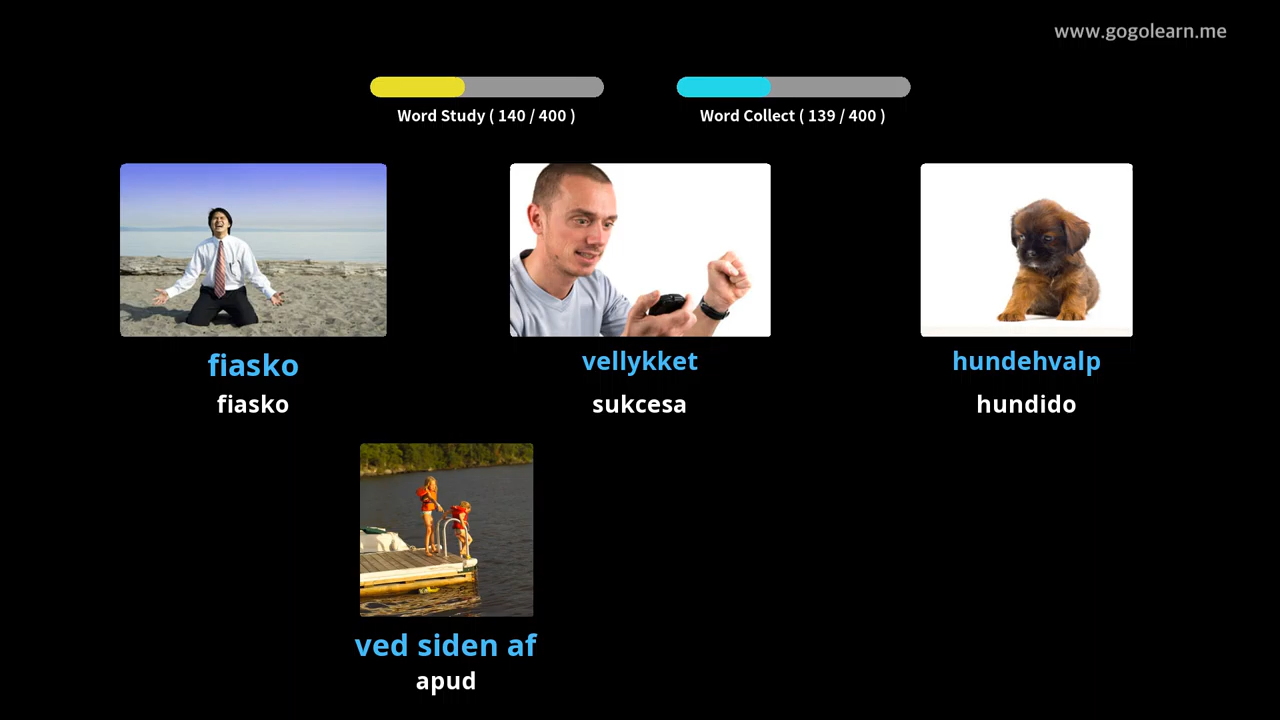 www.gogolearn.me
Word Study ( 140 / 400 )
Word Collect ( 139 / 400 )
fiasko
fiasko
vellykket
sukcesa
hundehvalp
hundido
ved siden af
apud